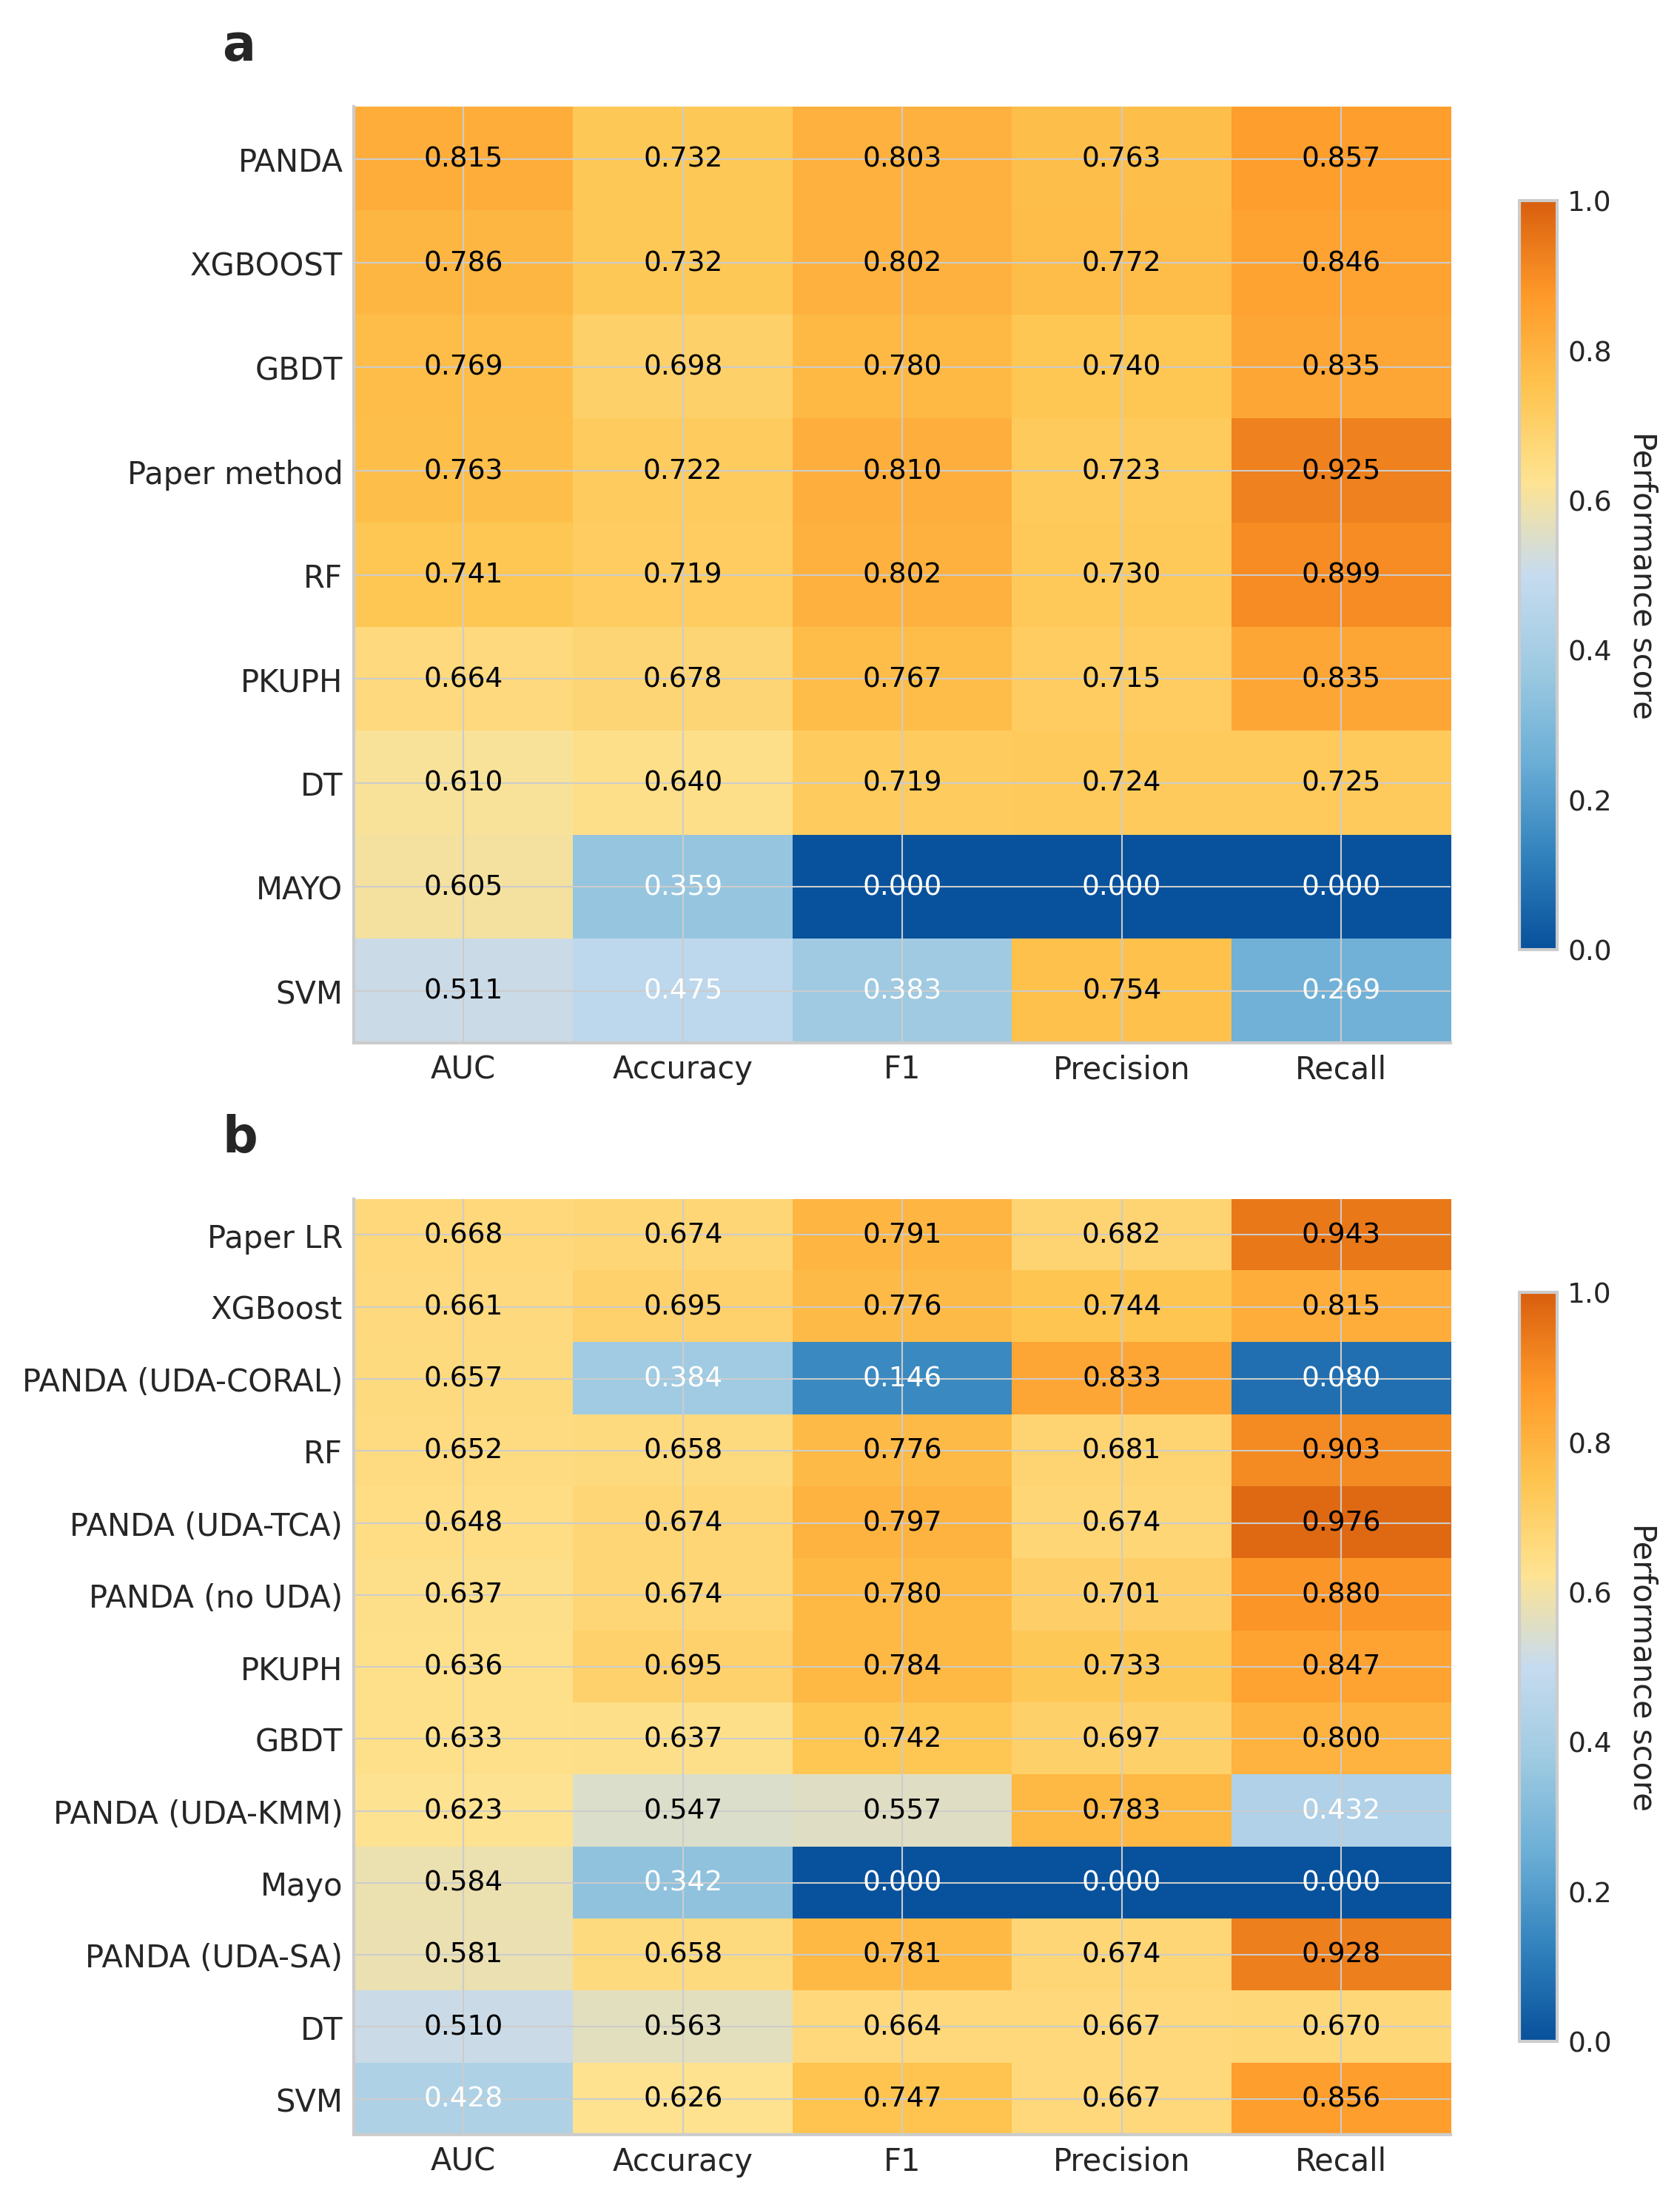 a
PANDA 0.815 0.732 0.803 0.763 0.857
XGBOOST 0.786 0.732 0.802 0.772 0.846
GBDT 0.769 0.698 0.780 0.740 0.835
Paper method 0.763 0.722 0.810 0.723 0.925
RF 0.741 0.719 0.802 0.730 0.899
PKUPH 0.664 0.678 0.767 0.715 0.835
DT 0.610 0.640 0.719 0.724 0.725
MAYO 0.605 0.359 0.000 0.000 0.000
SVM 0.511 0.475 0.383 0.754 0.269
AUC Accuracy F1 Precision Recall
1.0
0.8
0.6
0.4
0.2
0.0
Performance score
b
Paper LR 0.668 0.674 0.791 0.682 0.943
XGBoost 0.661 0.695 0.776 0.744 0.815
PANDA (UDA-CORAL) 0.657 0.384 0.146 0.833 0.080
RF 0.652 0.658 0.776 0.681 0.903
PANDA (UDA-TCA) 0.648 0.674 0.797 0.674 0.976
PANDA (no UDA) 0.637 0.674 0.780 0.701 0.880
PKUPH 0.636 0.695 0.784 0.733 0.847
GBDT 0.633 0.637 0.742 0.697 0.800
PANDA (UDA-KMM) 0.623 0.547 0.557 0.783 0.432
Mayo 0.584 0.342 0.000 0.000 0.000
PANDA (UDA-SA) 0.581 0.658 0.781 0.674 0.928
DT 0.510 0.563 0.664 0.667 0.670
SVM 0.428 0.626 0.747 0.667 0.856
AUC Accuracy F1 Precision Recall
1.0
0.8
0.6
0.4
0.2
0.0
Performance score